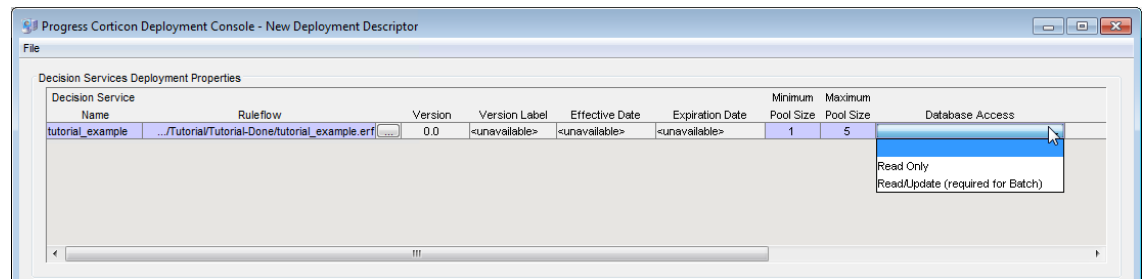 Progress Corticon Deployment Console - New Deployment Descriptor
File
Decision Services Deployment Properties
Decision Service Minimum Maximum
Name Ruleflow Version Version Label Effective Date Expiration Date Pool Size Pool Size Database Access
tutorial_example .../Tutorial/Tutorial-Done/tutorial_example.erf ... 0.0 <unavailable> <unavailable> <unavailable> 1 5
Read Only
Read/Update (required for Batch)